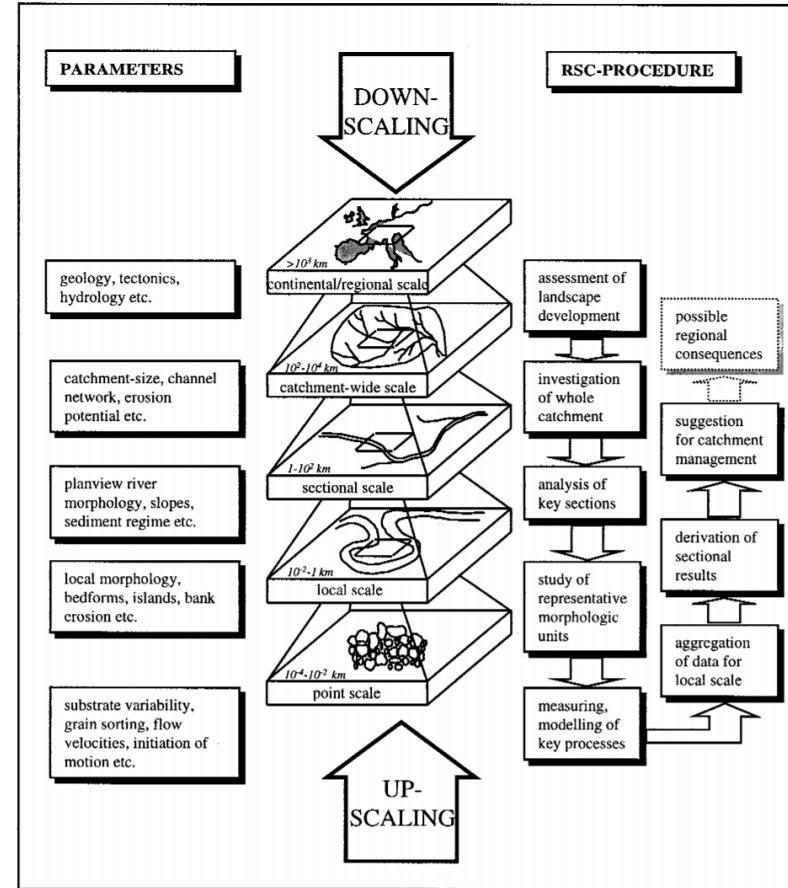 PARAMETERS
DOWN-
SCALING
RSC-PROCEDURE
geology, tectonics,
hydrology etc.
catchment-size, channel
network, erosion
potential etc.
planview river
morphology, slopes,
sediment regime etc.
local morphology,
bedforms, islands, bank
erosion etc.
substrate variability,
grain sorting, flow
velocities, initiation of
motion etc.
>10³ km
continental/regional scale
10²-10⁴ km
catchment-wide scale
1-10² km
sectional scale
10⁻²-1 km
local scale
10⁻⁴-10⁻² km
point scale
UP-
SCALING
assessment of
landscape
development
investigation
of whole
catchment
analysis of
key sections
study of
representative
morphologic
units
measuring,
modelling of
key processes
aggregation
of data for
local scale
derivation of
sectional
results
suggestion
for catchment
management
possible
regional
consequences